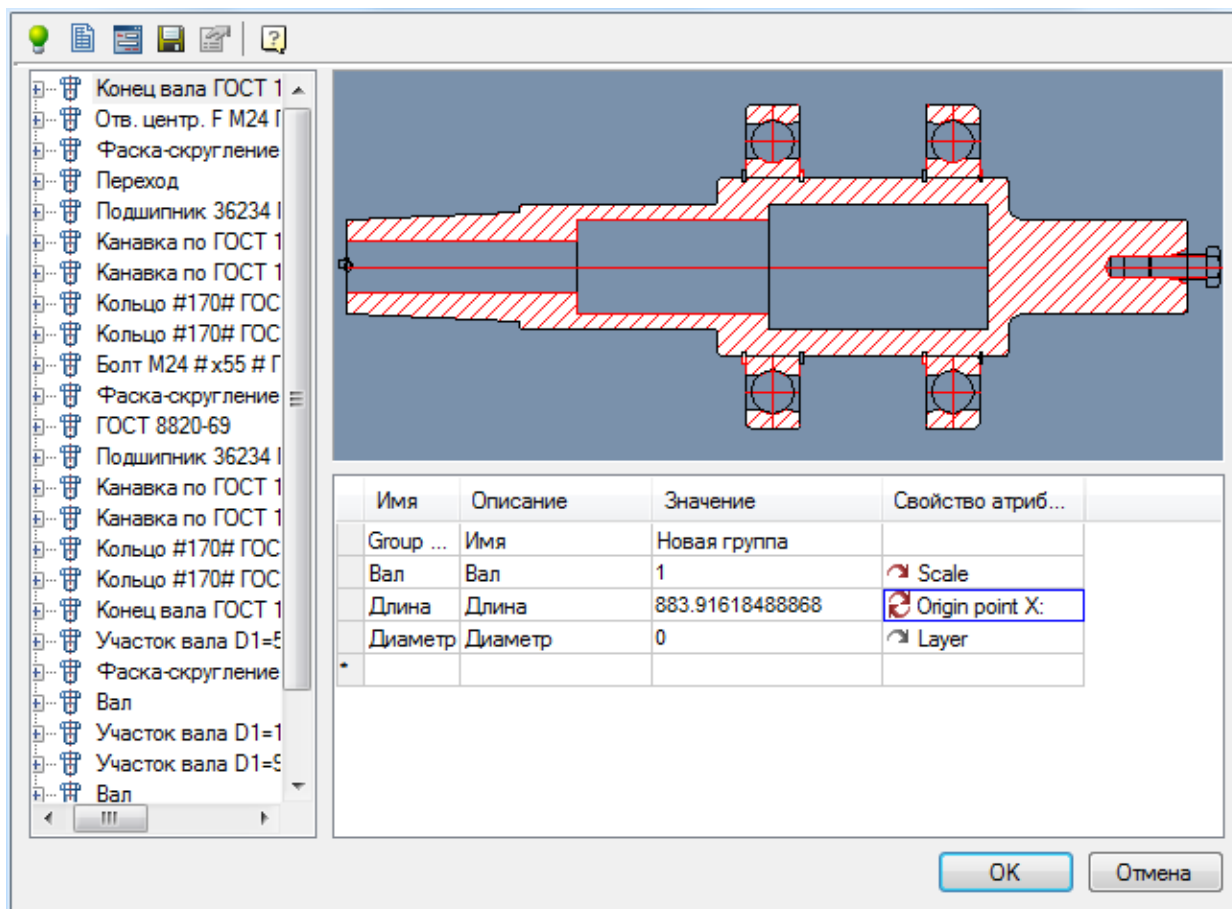 Конец вала ГОСТ 1
Отв. центр. F M24 Г
Фаска-скругление
Переход
Подшипник 36234 I
Канавка по ГОСТ 1
Канавка по ГОСТ 1
Кольцо #170# ГОС
Кольцо #170# ГОС
Болт М24 # x55 # Г
Фаска-скругление
ГОСТ 8820-69
Подшипник 36234 I
Канавка по ГОСТ 1
Канавка по ГОСТ 1
Кольцо #170# ГОС
Кольцо #170# ГОС
Конец вала ГОСТ 1
Участок вала D1=5
Фаска-скругление
Вал
Участок вала D1=1
Участок вала D1=9
Вал
Имя Описание Значение Свойство атриб...
Group ... Имя Новая группа
Вал Вал 1 Scale
Длина Длина 883.91618488868 Origin point X:
Диаметр Диаметр 0 Layer
*
OK Отмена